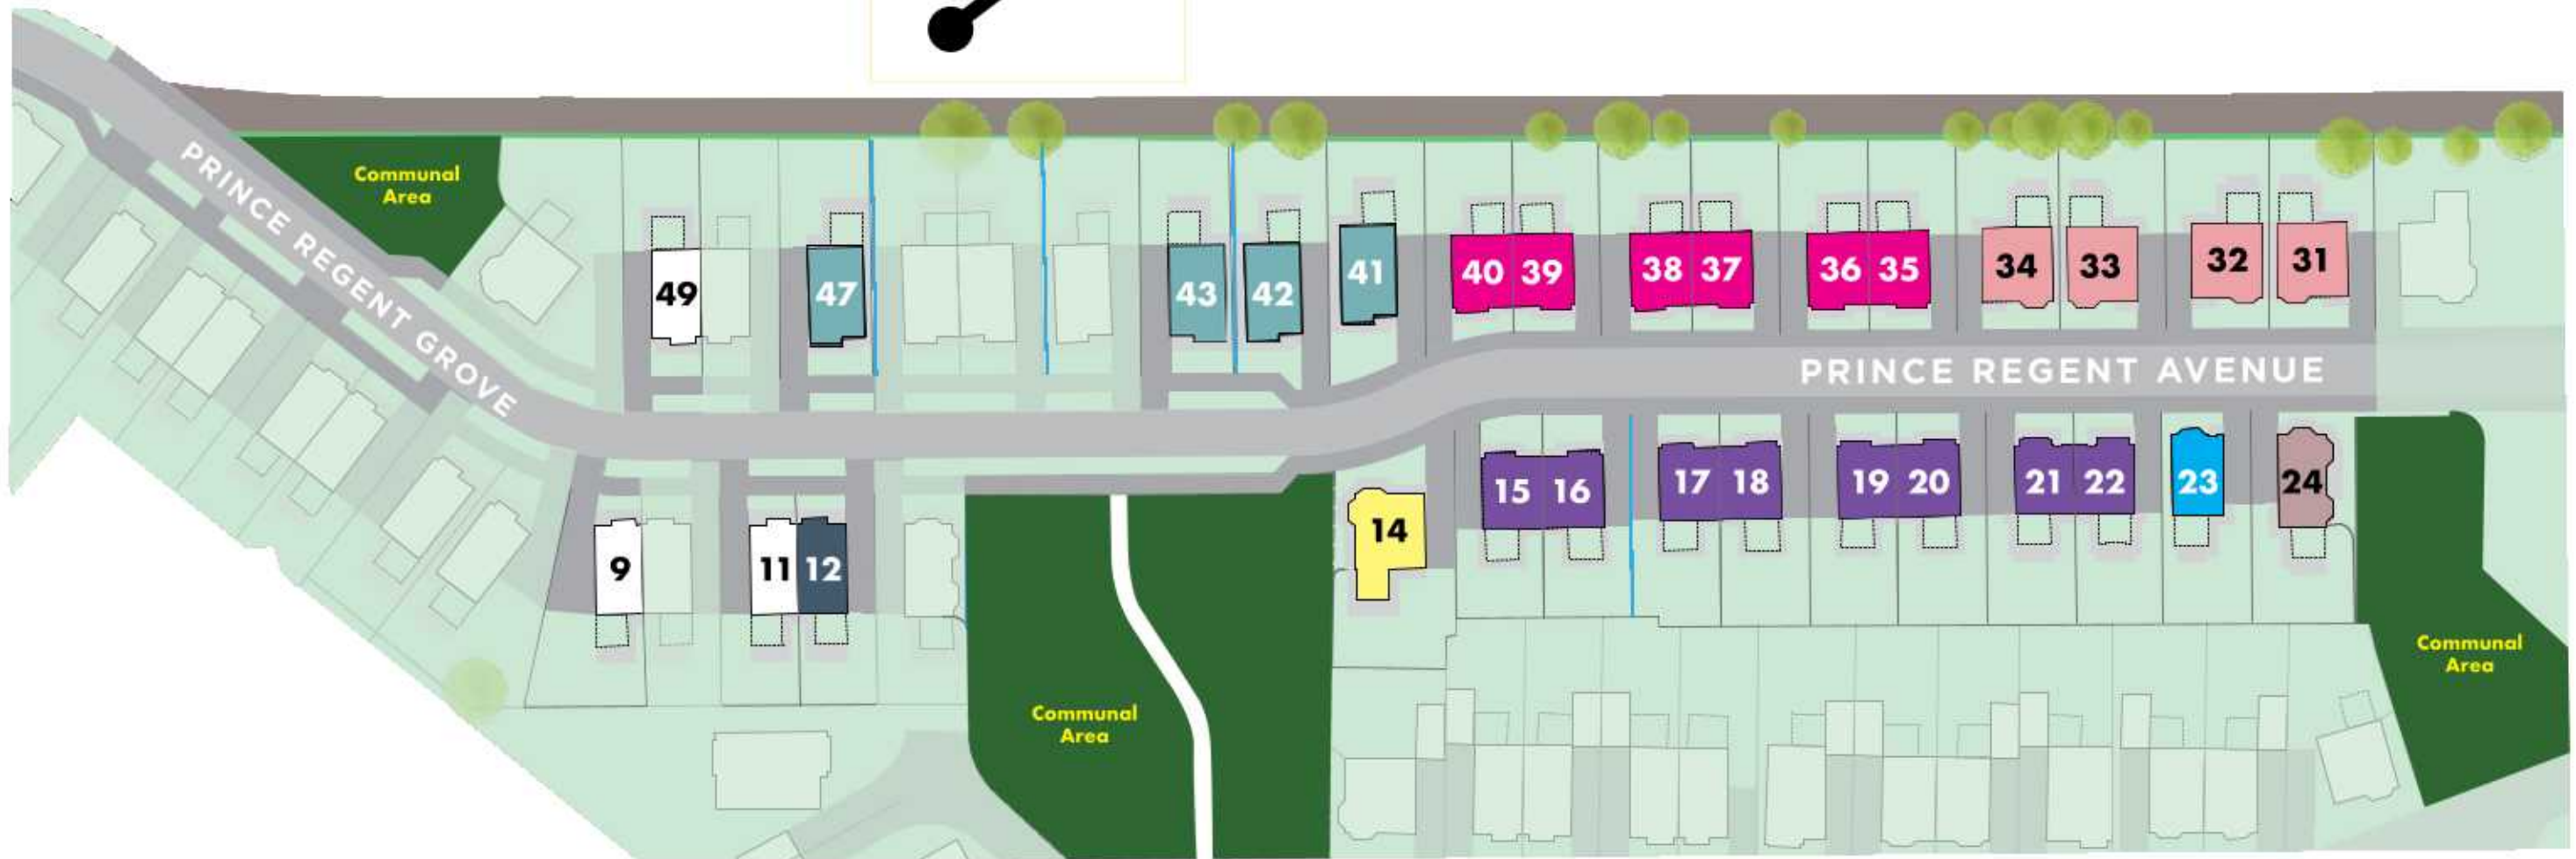 Communal
Area
PRINCE REGENT GROVE
49
47
43
42
41
40 39
38 37
36 35
34
33
32
31
PRINCE REGENT AVENUE
9
11 12
14
15 16
17 18
19 20
21 22
23
24
Communal
Area
Communal
Area